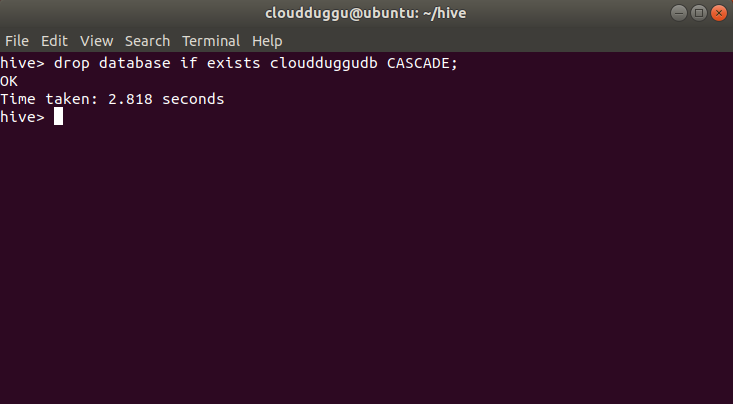 cloudduggu@ubuntu: ~/hive
File Edit View Search Terminal Help
hive> drop database if exists cloudduggudb CASCADE;
OK
Time taken: 2.818 seconds
hive>